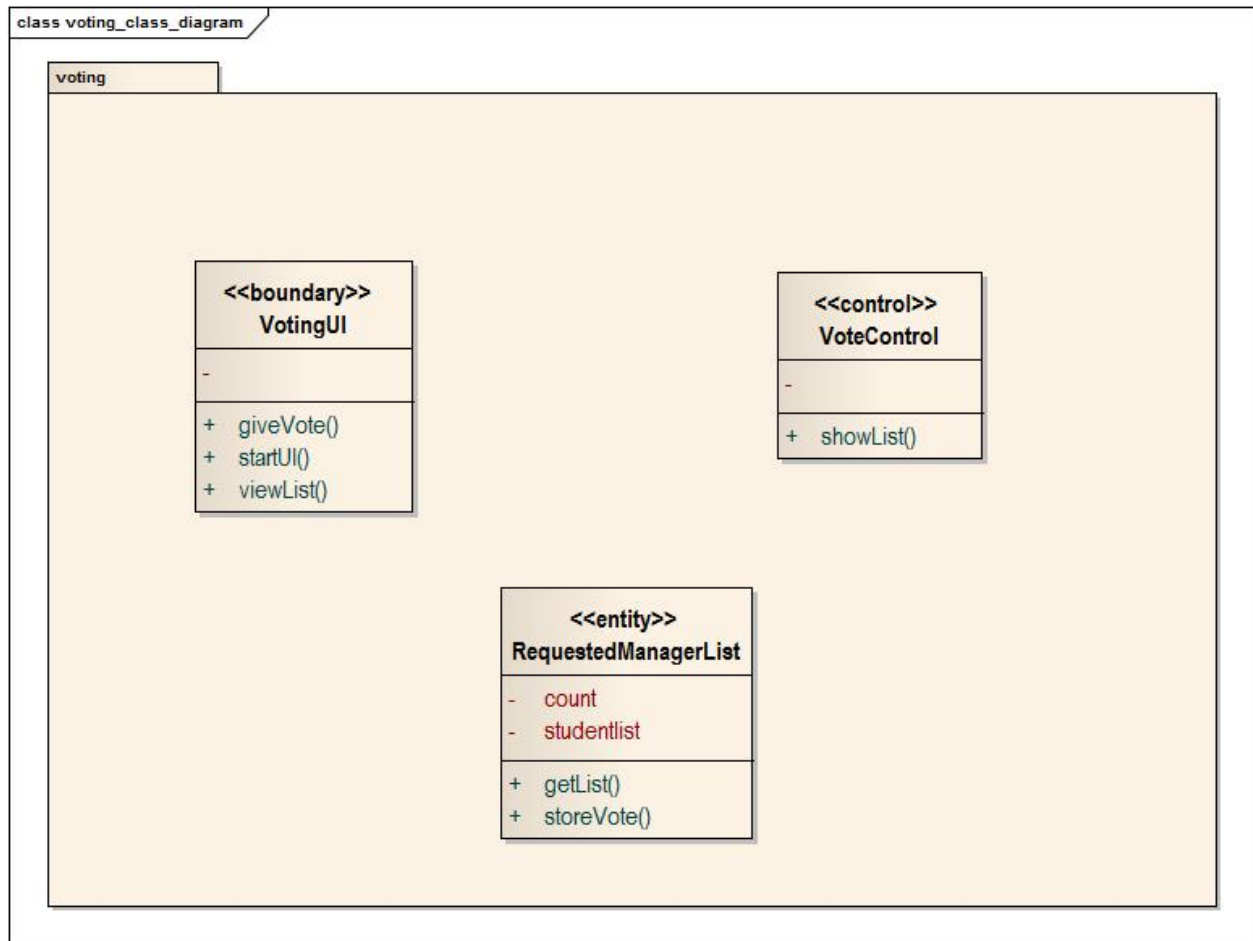 class voting_class_diagram
voting
<<boundary>>
VotingUI
-
+ giveVote()
+ startUI()
+ viewList()
<<control>>
VoteControl
-
+ showList()
<<entity>>
RequestedManagerList
- count
- studentlist
+ getList()
+ storeVote()